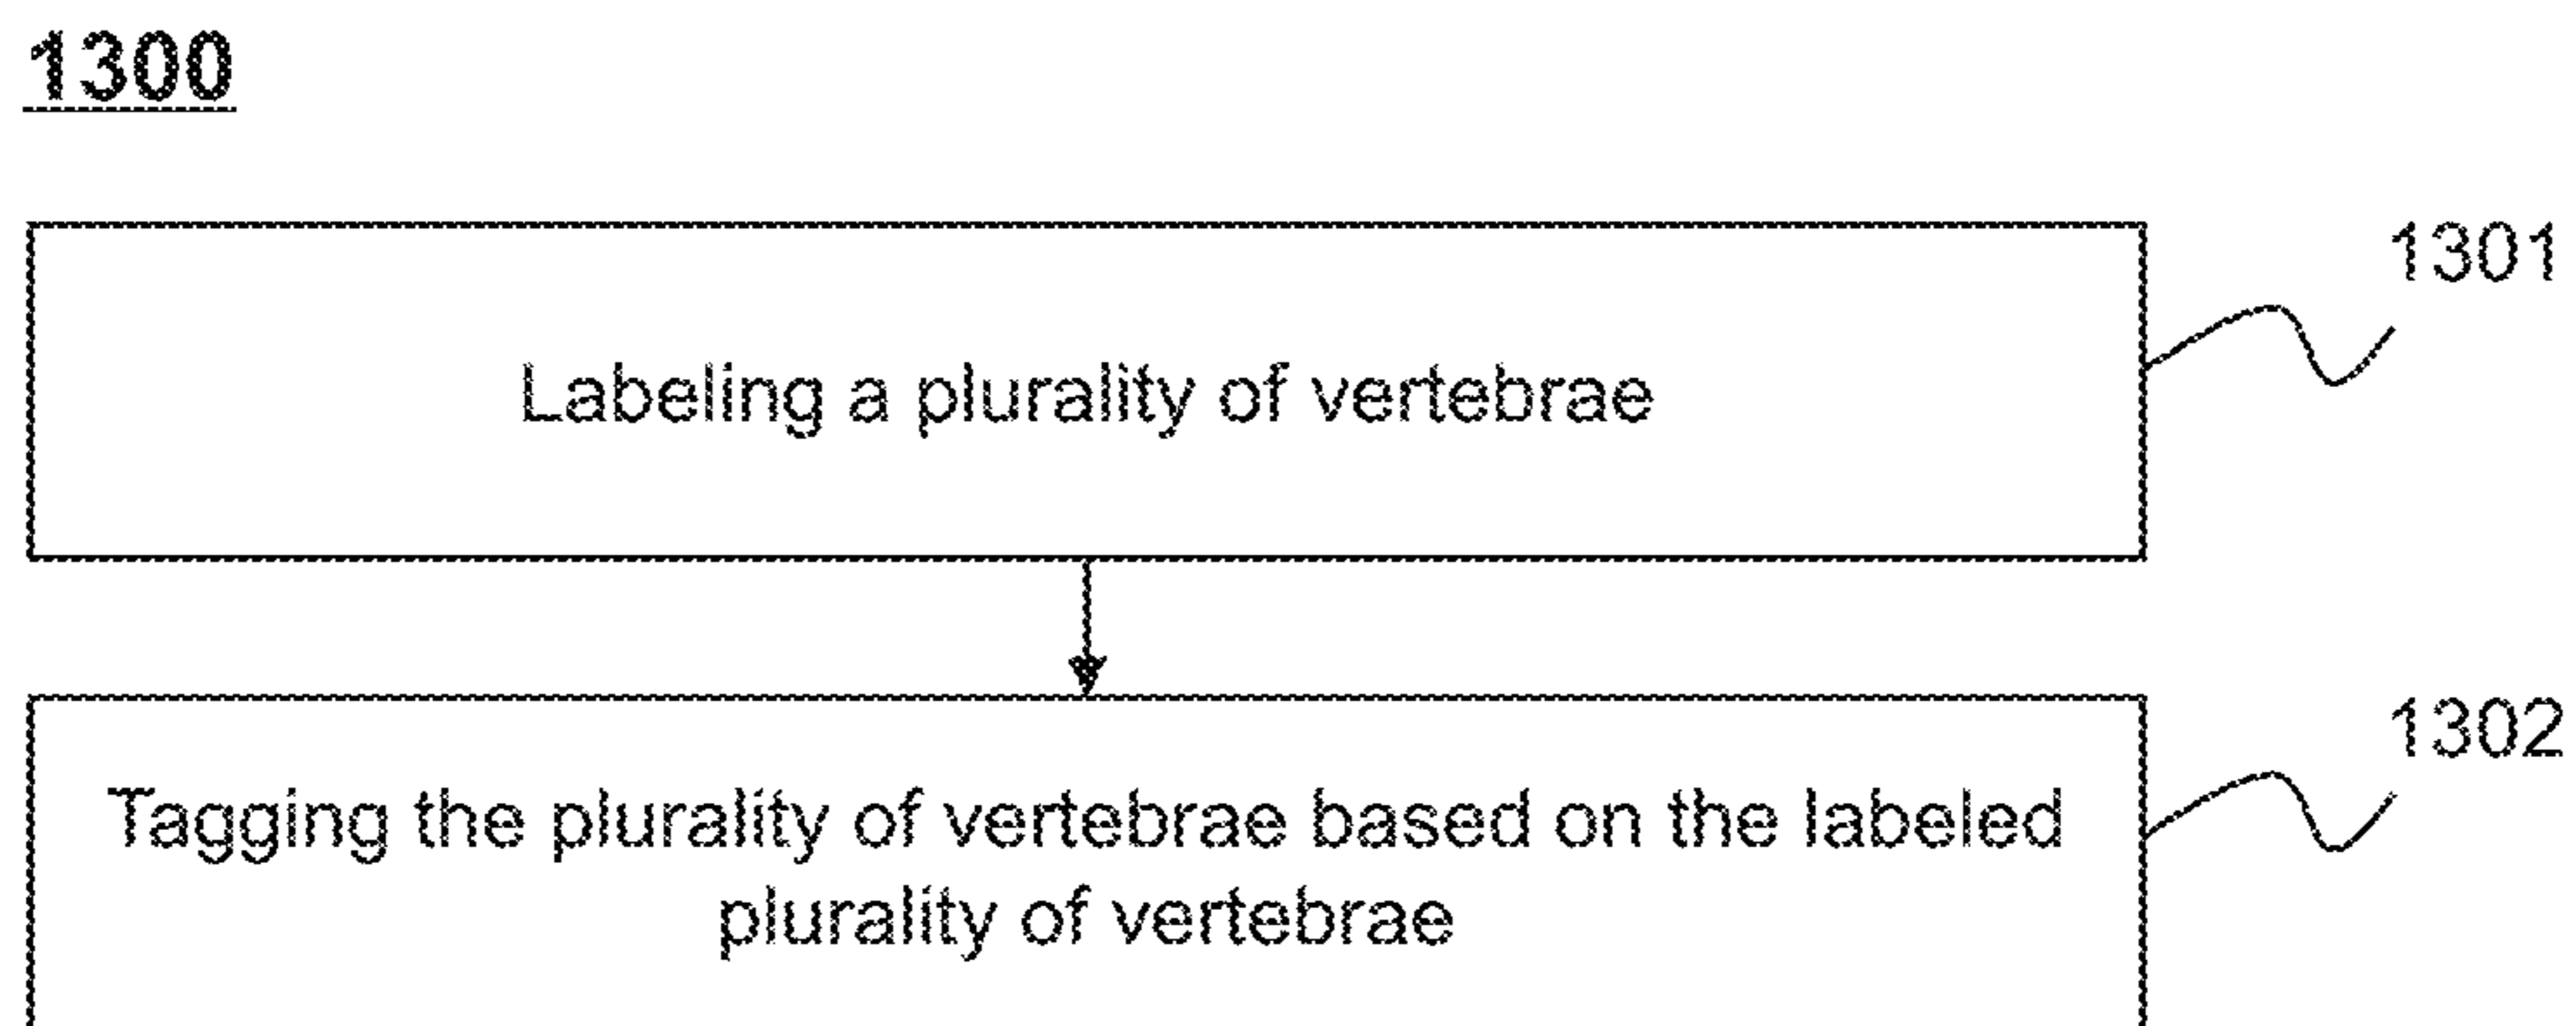 1300
1301
Labeling a plurality of vertebrae
1302
Tagging the plurality of vertebrae based on the labeled
plurality of vertebrae